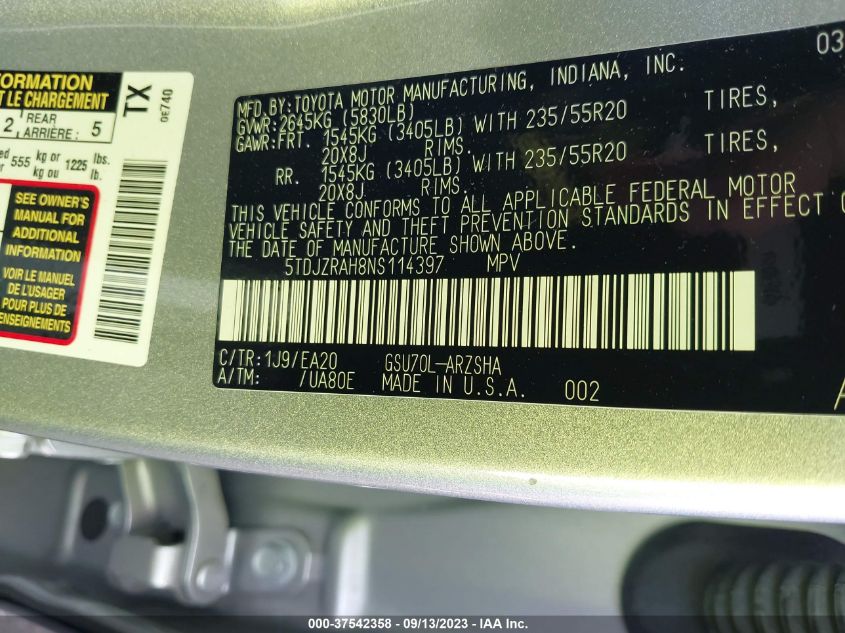 FORMATION
T LE CHARGEMENT
2 REAR ARRIÈRE : 5
555 kg or 1225 lbs.
kg ou lb.
SEE OWNER'S
MANUAL FOR
ADDITIONAL
INFORMATION
VOIR LE MANUEL
DE L'USAGER
POUR PLUS DE
RENSEIGNEMENTS
TX
0E740
03
MFD.BY:TOYOTA MOTOR MANUFACTURING, INDIANA, INC.
GVWR:2645KG (5830LB)
GAWR:FRT. 1545KG (3405LB) WITH 235/55R20 TIRES,
20X8J RIMS.
RR. 1545KG (3405LB) WITH 235/55R20 TIRES,
20X8J RIMS.
THIS VEHICLE CONFORMS TO ALL APPLICABLE FEDERAL MOTOR
VEHICLE SAFETY AND THEFT PREVENTION STANDARDS IN EFFECT O
THE DATE OF MANUFACTURE SHOWN ABOVE.
5TDJZRAH8NS114397 MPV
C/TR:1J9/EA20 GSU70L-ARZSHA
A/TM: /UA80E MADE IN U.S.A. 002
A
000-37542358 - 09/13/2023 - IAA Inc.